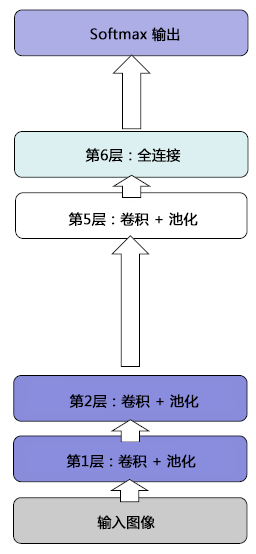 Softmax 输出
第6层：全连接
第5层：卷积 + 池化
第2层：卷积 + 池化
第1层：卷积 + 池化
输入图像